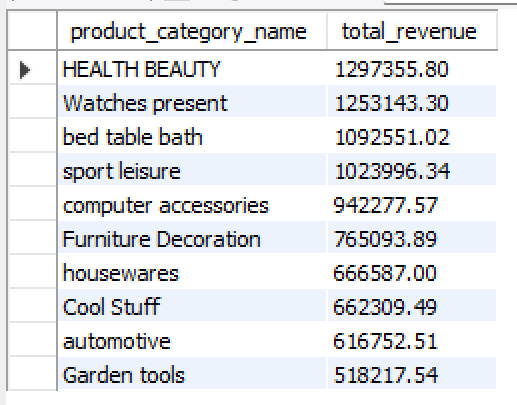 product_category_name total_revenue
HEALTH BEAUTY 1297355.80
Watches present 1253143.30
bed table bath 1092551.02
sport leisure 1023996.34
computer accessories 942277.57
Furniture Decoration 765093.89
housewares 666587.00
Cool Stuff 662309.49
automotive 616752.51
Garden tools 518217.54